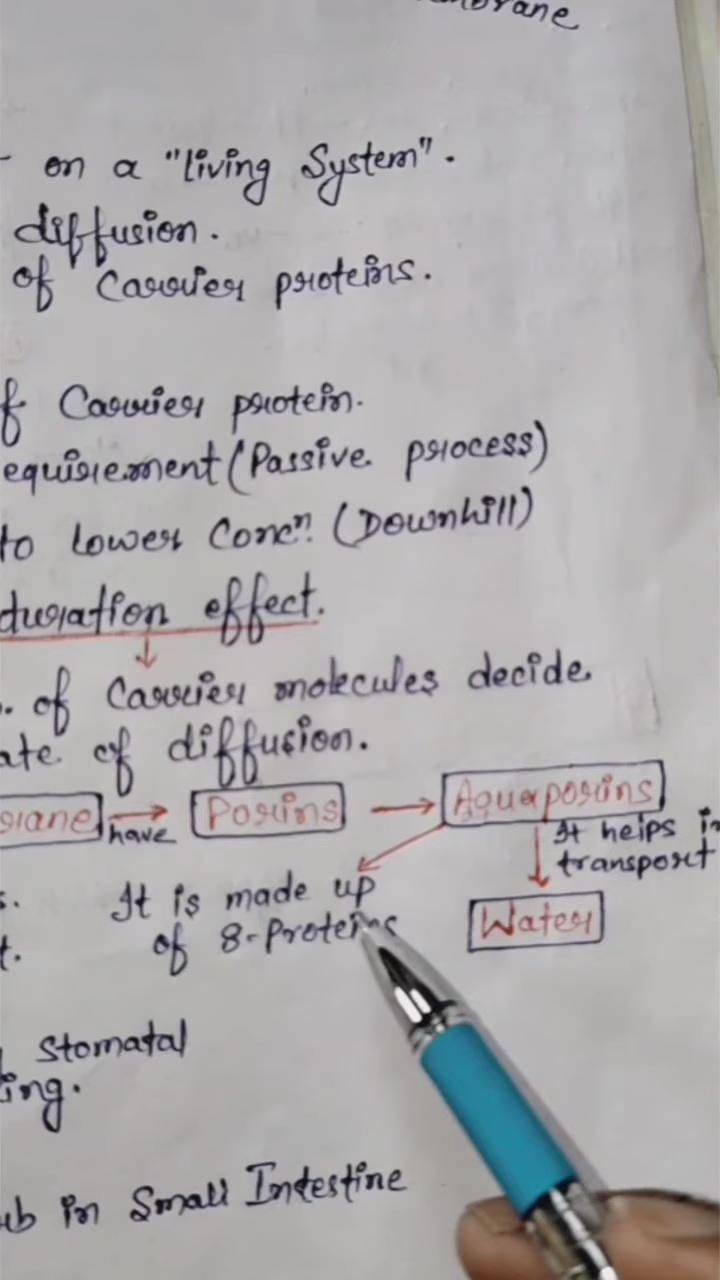 on a "living System".
diffusion.
of Carrier proteins.
Carrier protein.
equirement (Passive process)
to lower Concn. (Downhill)
turation effect.
of Carrier molecules decide
ate of diffusion.
rane have → Porins → Aquaporins
It helps in
transport
It is made up
of 8-Proteins
Water
Stomatal
ing.
ub in Small Intestine